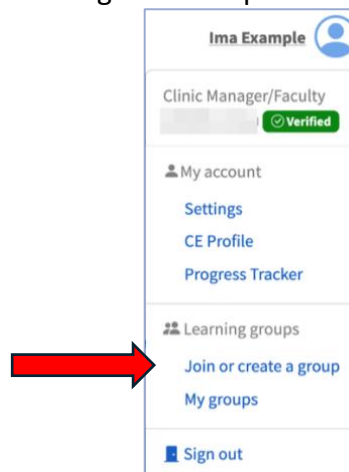 Ima Example
Clinic Manager/Faculty
Verified
My account
Settings
CE Profile
Progress Tracker
Learning groups
Join or create a group
My groups
Sign out